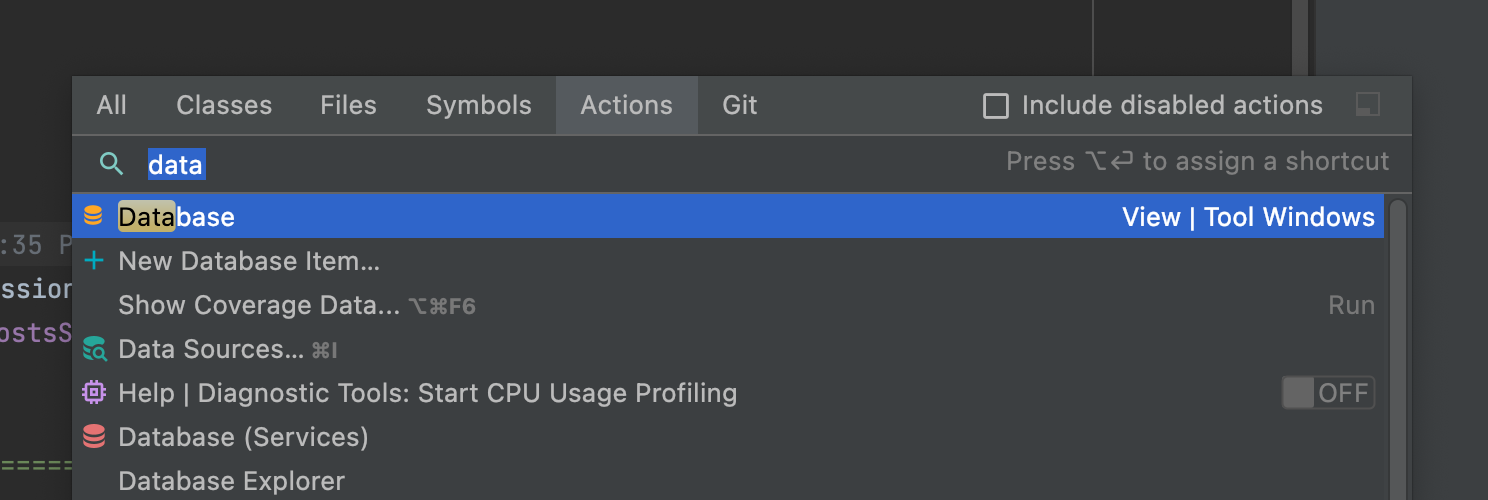 All Classes Files Symbols Actions Git Include disabled actions
data Press ⌥⏎ to assign a shortcut
Database View | Tool Windows
:35 P
New Database Item...
ssion
Show Coverage Data... ⌥⌘F6 Run
ostsS
Data Sources... ⌘I
Help | Diagnostic Tools: Start CPU Usage Profiling OFF
Database (Services)
=====
Database Explorer